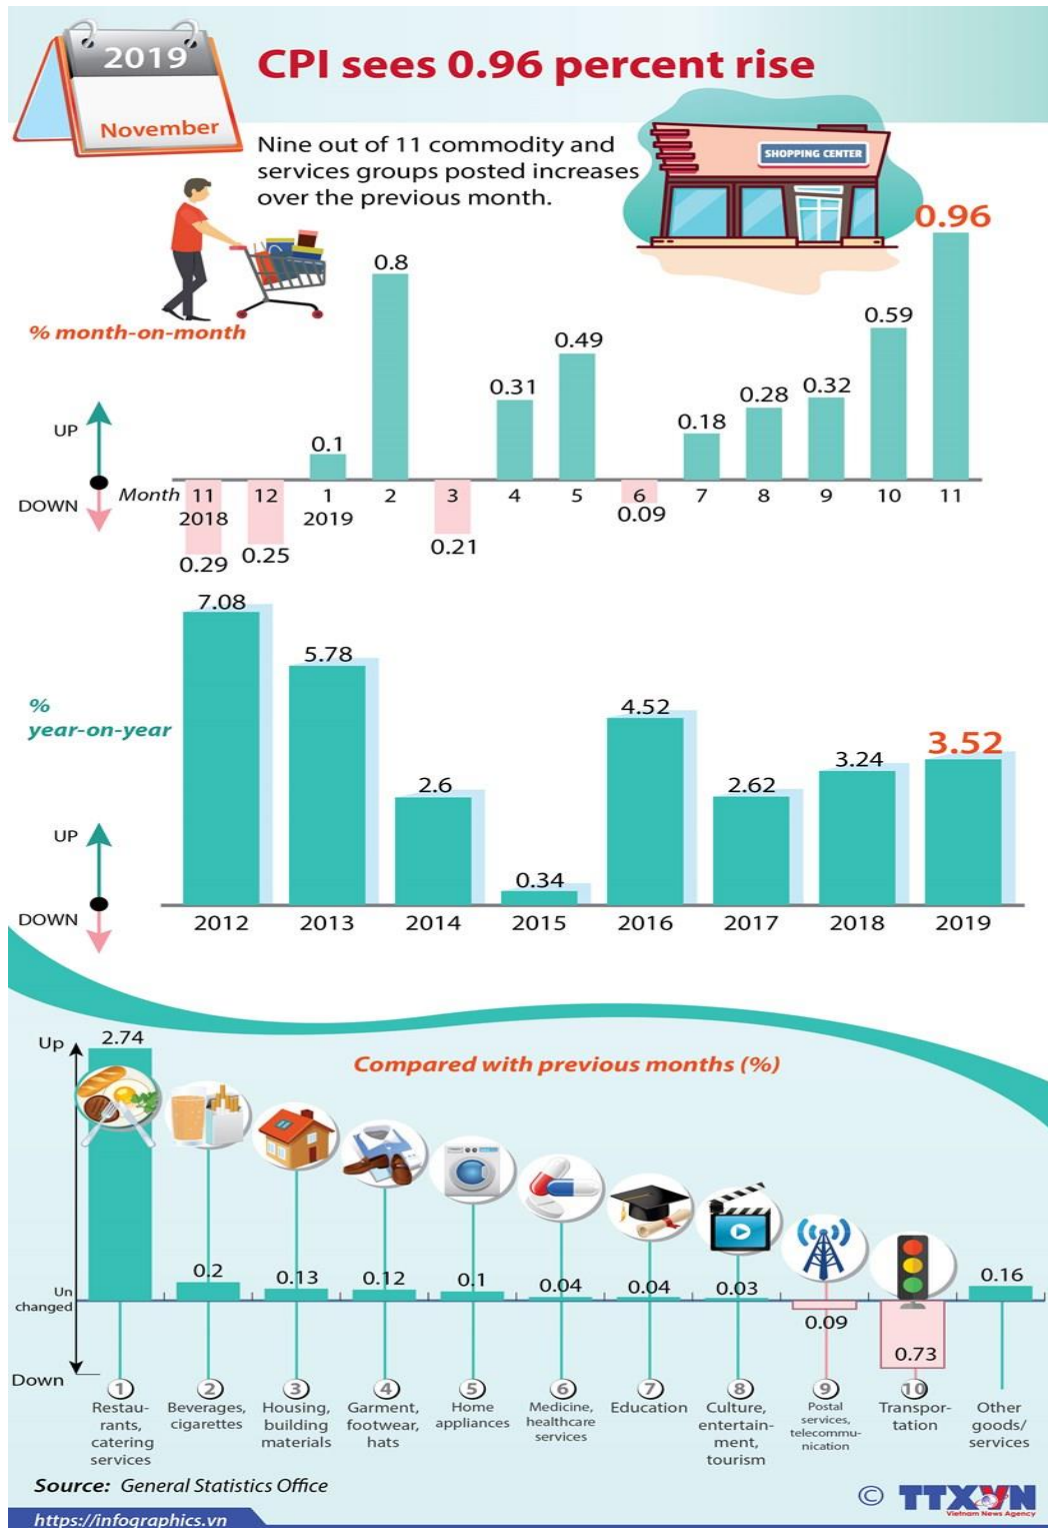 2019
November
CPI sees 0.96 percent rise
Nine out of 11 commodity and
services groups posted increases
over the previous month.
SHOPPING CENTER
% month-on-month
UP
DOWN
0.29
0.25
0.1
0.8
0.21
0.31
0.49
0.09
0.18
0.28
0.32
0.59
0.96
Month 11 12 1 2 3 4 5 6 7 8 9 10 11
2018 2019
%
year-on-year
UP
DOWN
7.08
5.78
2.6
0.34
4.52
2.62
3.24
3.52
2012 2013 2014 2015 2016 2017 2018 2019
Compared with previous months (%)
Up
Un
changed
Down
2.74
0.2
0.13
0.12
0.1
0.04
0.04
0.03
0.09
0.73
0.16
1
Restau-
rants,
catering
services
2
Beverages,
cigarettes
3
Housing,
building
materials
4
Garment,
footwear,
hats
5
Home
appliances
6
Medicine,
healthcare
services
7
Education
8
Culture,
entertain-
ment,
tourism
9
Postal
services,
telecommu-
nication
10
Transpor-
tation
Other
goods/
services
Source: General Statistics Office
© TTXVN
Vietnam News Agency
https://infographics.vn